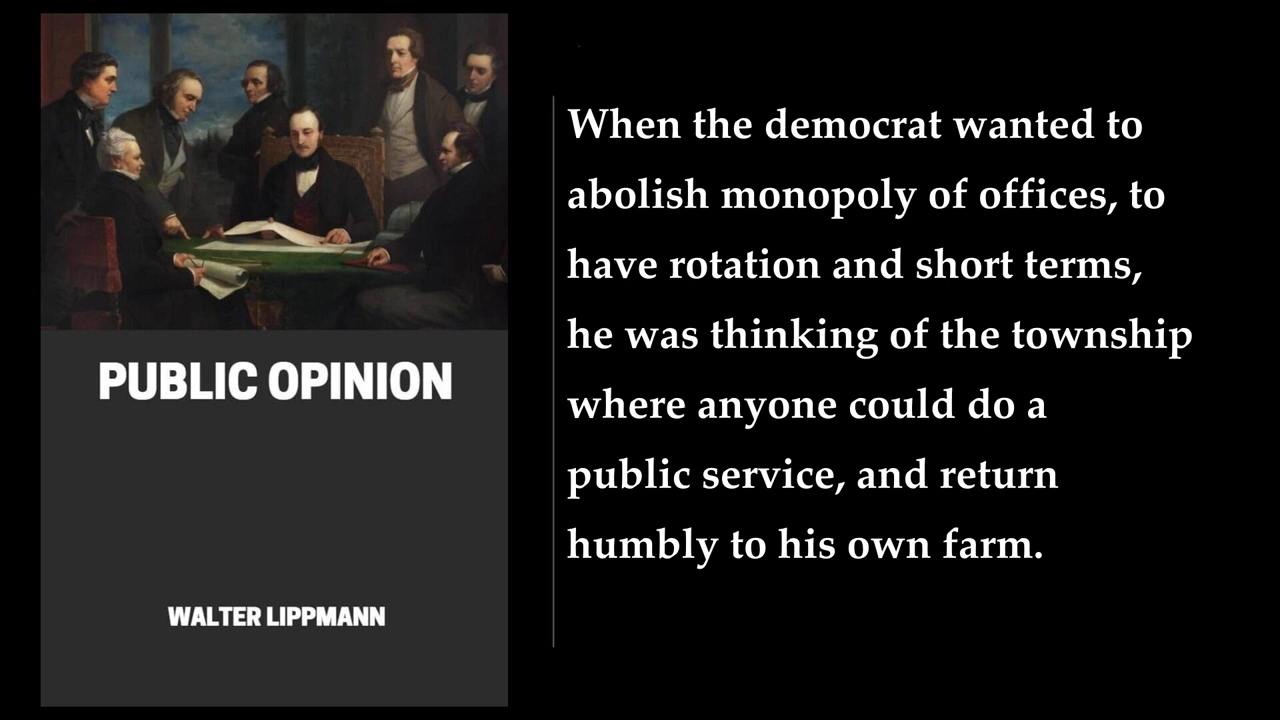 PUBLIC OPINION
WALTER LIPPMANN
When the democrat wanted to
abolish monopoly of offices, to
have rotation and short terms,
he was thinking of the township
where anyone could do a
public service, and return
humbly to his own farm.